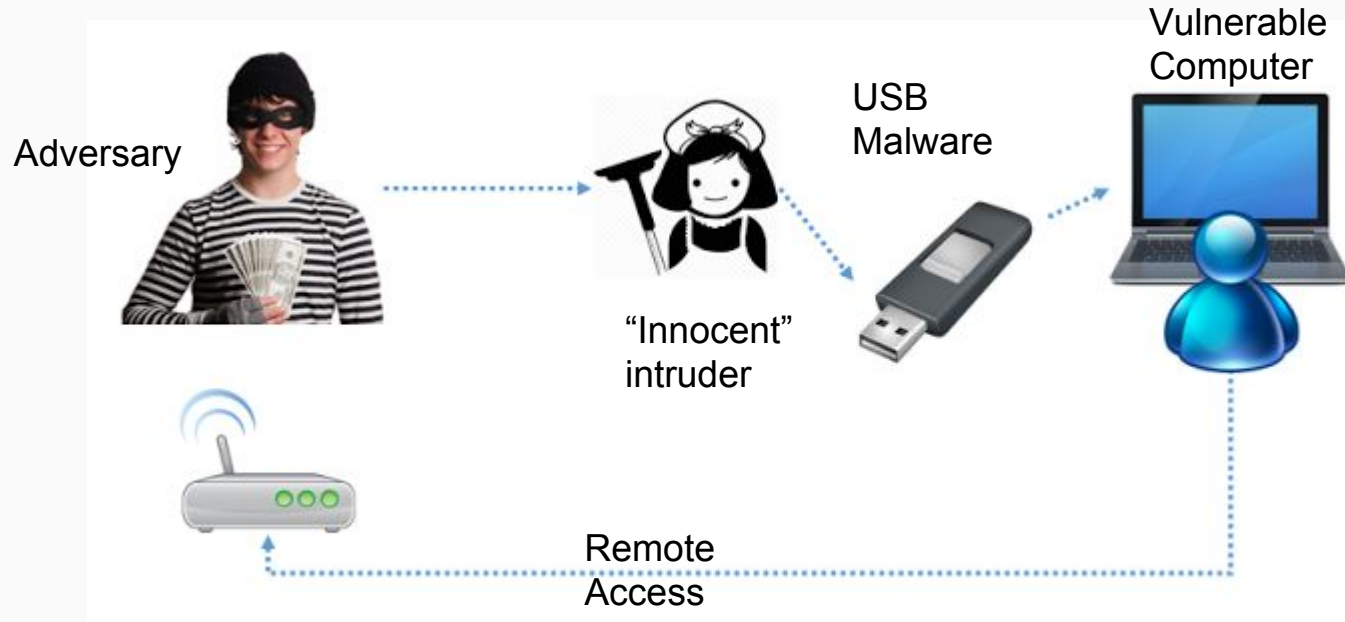 Vulnerable
Computer
USB
Malware
Adversary
“Innocent”
intruder
Remote
Access